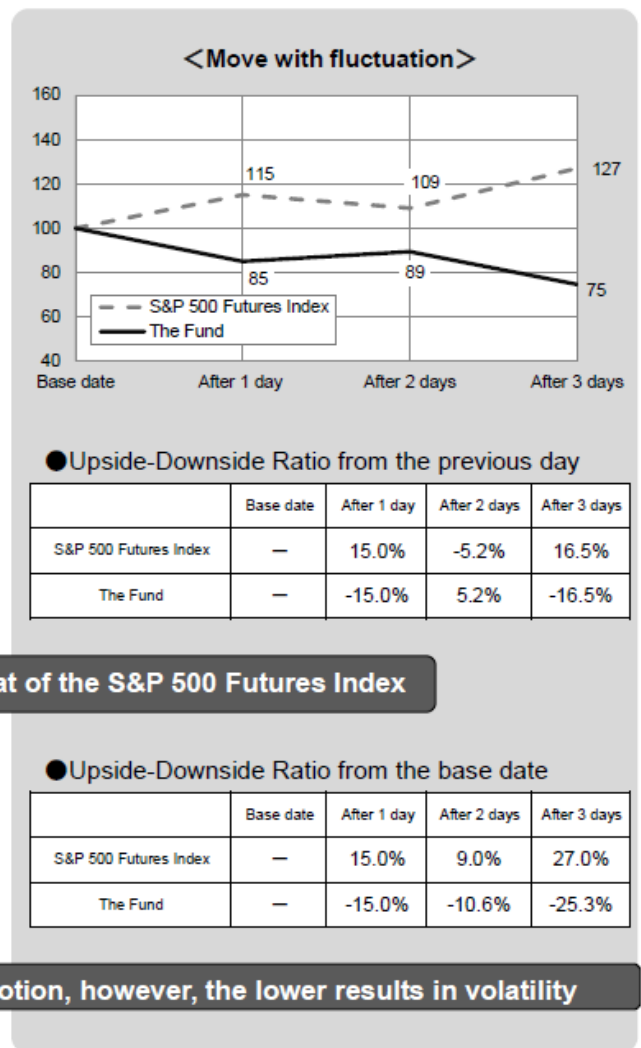 ＜Move with fluctuation＞
160
140
120
100
80
60
40
115
109
127
85
89
75
S&P 500 Futures Index
The Fund
Base date After 1 day After 2 days After 3 days
●Upside-Downside Ratio from the previous day
Base date After 1 day After 2 days After 3 days
S&P 500 Futures Index — 15.0% -5.2% 16.5%
The Fund — -15.0% 5.2% -16.5%
at of the S&P 500 Futures Index
●Upside-Downside Ratio from the base date
Base date After 1 day After 2 days After 3 days
S&P 500 Futures Index — 15.0% 9.0% 27.0%
The Fund — -15.0% -10.6% -25.3%
otion, however, the lower results in volatility